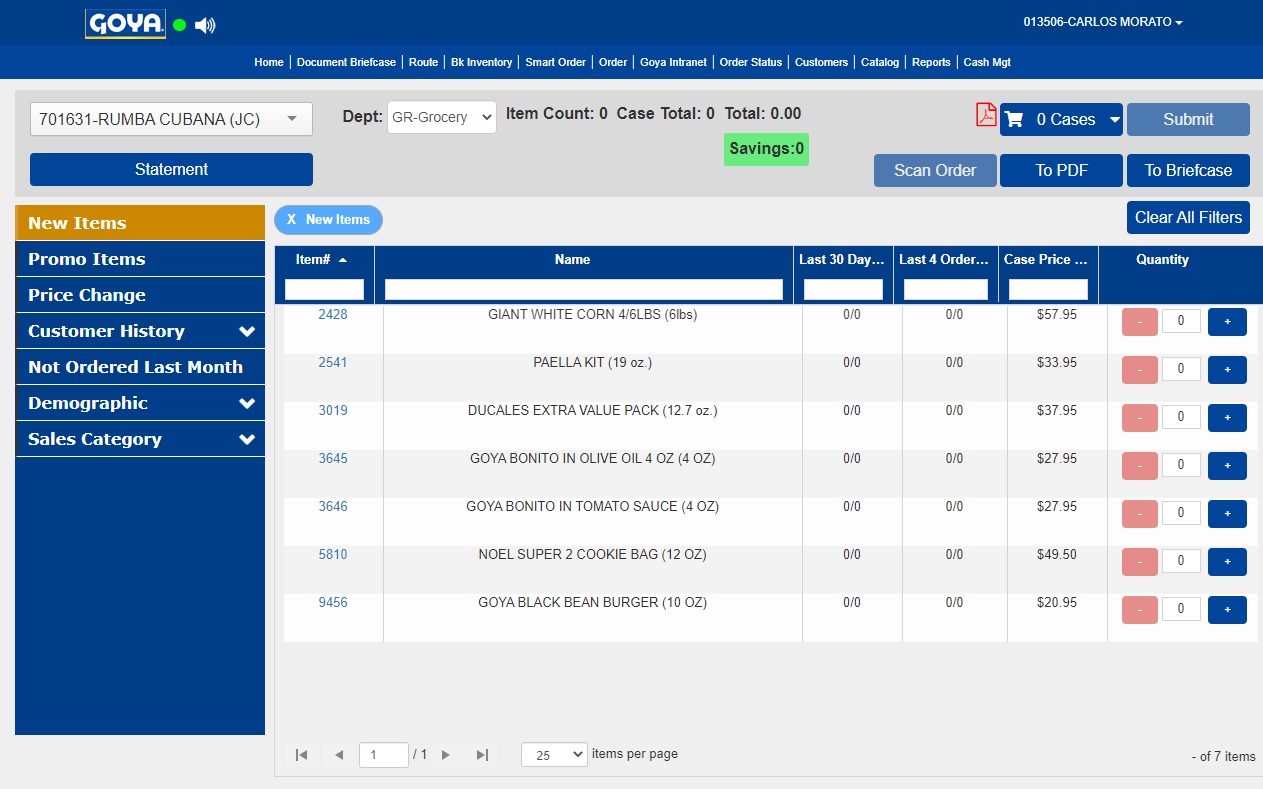 GOYA
013506-CARLOS MORATO
Home | Document Briefcase | Route | Bk Inventory | Smart Order | Order | Goya Intranet | Order Status | Customers | Catalog | Reports | Cash Mgt
701631-RUMBA CUBANA (JC)
Dept: GR-Grocery Item Count: 0 Case Total: 0 Total: 0.00
0 Cases Submit
Savings:0
Statement
Scan Order To PDF To Briefcase
New Items
Promo Items
Price Change
Customer History
Not Ordered Last Month
Demographic
Sales Category
X New Items
Clear All Filters
Item# Name Last 30 Day... Last 4 Order... Case Price ... Quantity
2428 GIANT WHITE CORN 4/6LBS (6lbs) 0/0 0/0 $57.95 - 0 +
2541 PAELLA KIT (19 oz.) 0/0 0/0 $33.95 - 0 +
3019 DUCALES EXTRA VALUE PACK (12.7 oz.) 0/0 0/0 $37.95 - 0 +
3645 GOYA BONITO IN OLIVE OIL 4 OZ (4 OZ) 0/0 0/0 $27.95 - 0 +
3646 GOYA BONITO IN TOMATO SAUCE (4 OZ) 0/0 0/0 $27.95 - 0 +
5810 NOEL SUPER 2 COOKIE BAG (12 OZ) 0/0 0/0 $49.50 - 0 +
9456 GOYA BLACK BEAN BURGER (10 OZ) 0/0 0/0 $20.95 - 0 +
1 / 1 25 items per page - of 7 items